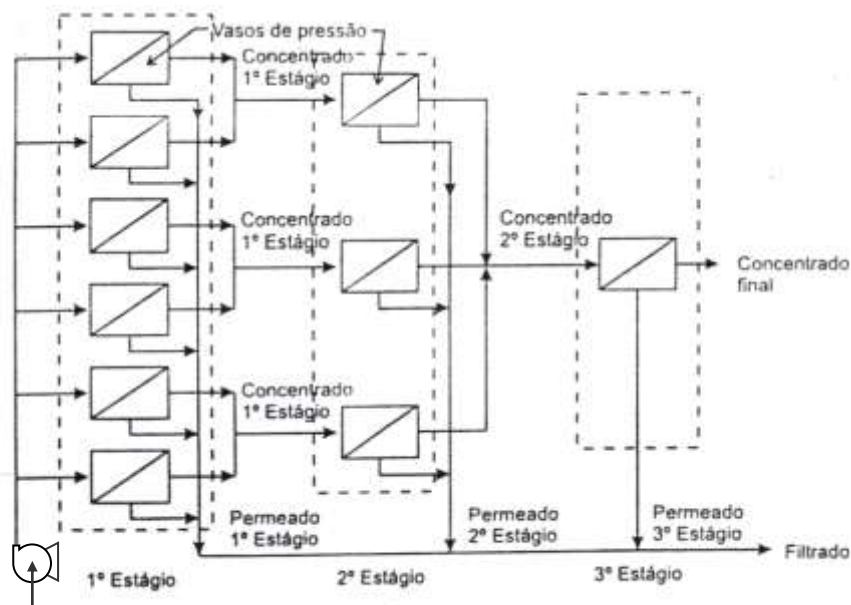 Vasos de pressão
Concentrado
1º Estágio
Concentrado
1º Estágio
Concentrado
2º Estágio
Concentrado
final
Concentrado
1º Estágio
Permeado
1º Estágio
Permeado
2º Estágio
Permeado
3º Estágio
Filtrado
1º Estágio
2º Estágio
3º Estágio